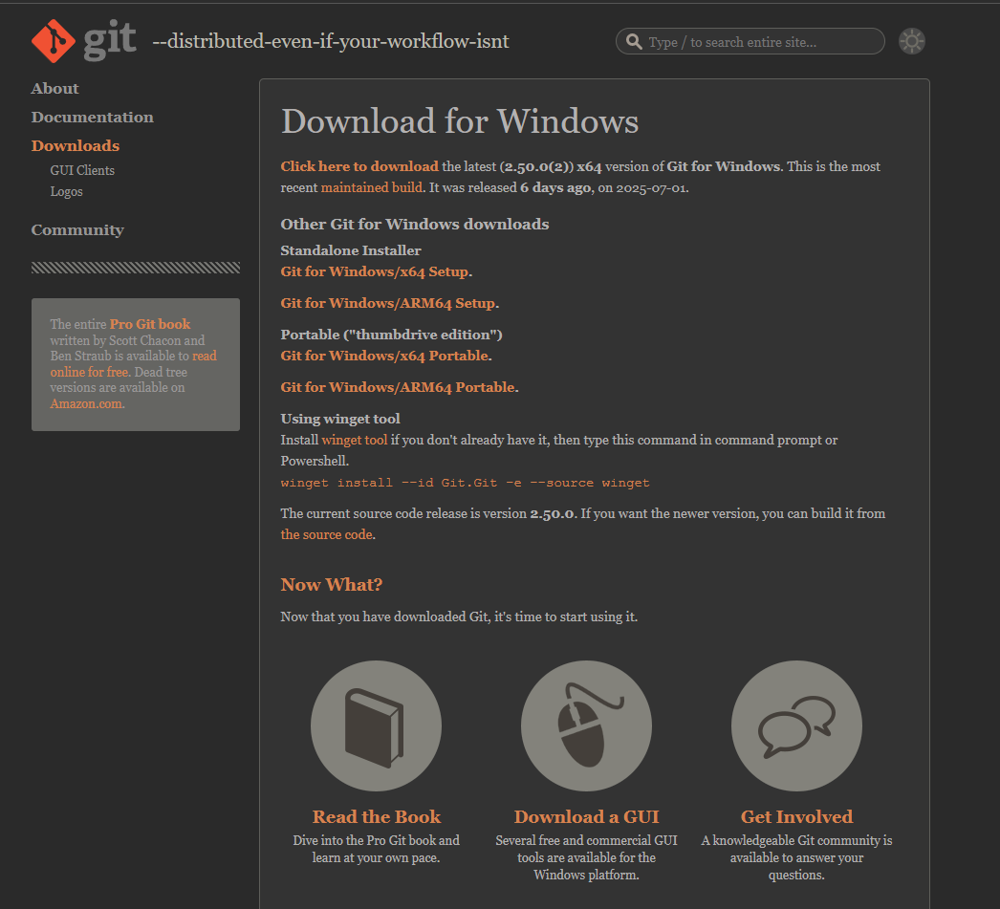 git --distributed-even-if-your-workflow-isnt
Type / to search entire site...
About
Documentation
Downloads
GUI Clients
Logos
Community
The entire Pro Git book
written by Scott Chacon and
Ben Straub is available to read
online for free. Dead tree
versions are available on
Amazon.com.
Download for Windows
Click here to download the latest (2.50.0(2)) x64 version of Git for Windows. This is the most
recent maintained build. It was released 6 days ago, on 2025-07-01.
Other Git for Windows downloads
Standalone Installer
Git for Windows/x64 Setup.
Git for Windows/ARM64 Setup.
Portable ("thumbdrive edition")
Git for Windows/x64 Portable.
Git for Windows/ARM64 Portable.
Using winget tool
Install winget tool if you don't already have it, then type this command in command prompt or
Powershell.
winget install --id Git.Git -e --source winget
The current source code release is version 2.50.0. If you want the newer version, you can build it from
the source code.
Now What?
Now that you have downloaded Git, it's time to start using it.
Read the Book
Dive into the Pro Git book and
learn at your own pace.
Download a GUI
Several free and commercial GUI
tools are available for the
Windows platform.
Get Involved
A knowledgeable Git community is
available to answer your
questions.